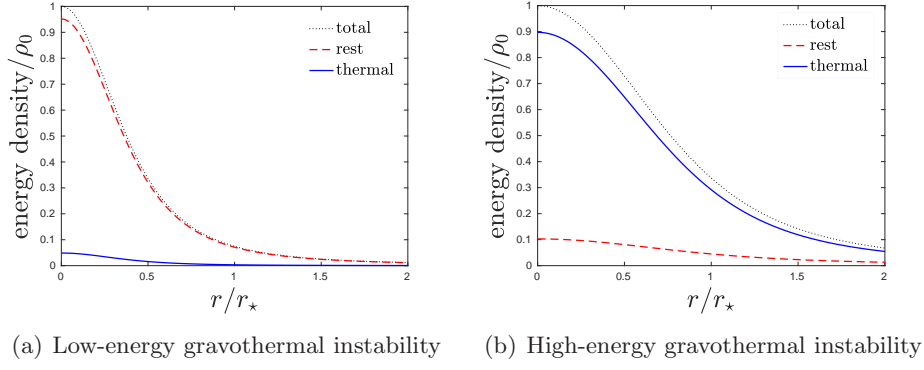 energy density/ρ₀
1
0.9
0.8
0.7
0.6
0.5
0.4
0.3
0.2
0.1
0
total
rest
thermal
0 0.5 1 1.5 2
r/r⋆
(a) Low-energy gravothermal instability
energy density/ρ₀
1
0.9
0.8
0.7
0.6
0.5
0.4
0.3
0.2
0.1
0
total
rest
thermal
0 0.5 1 1.5 2
r/r⋆
(b) High-energy gravothermal instability